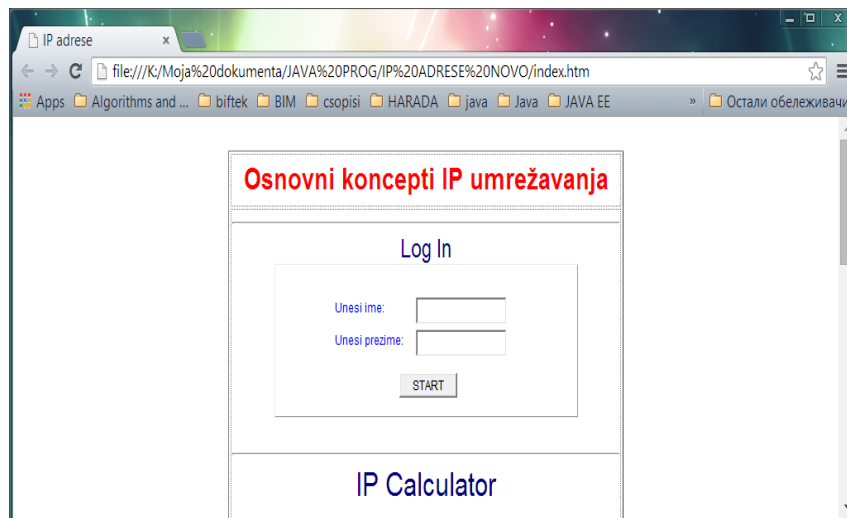 IP adrese
file:///K:/Moja%20dokumenta/JAVA%20PROG/IP%20ADRESE%20NOVO/index.htm
Apps Algorithms and ... biftek BIM csopisi HARADA java Java JAVA EE » Остали обележивачи
Osnovni koncepti IP umrežavanja
Log In
Unesi ime:
Unesi prezime:
START
IP Calculator